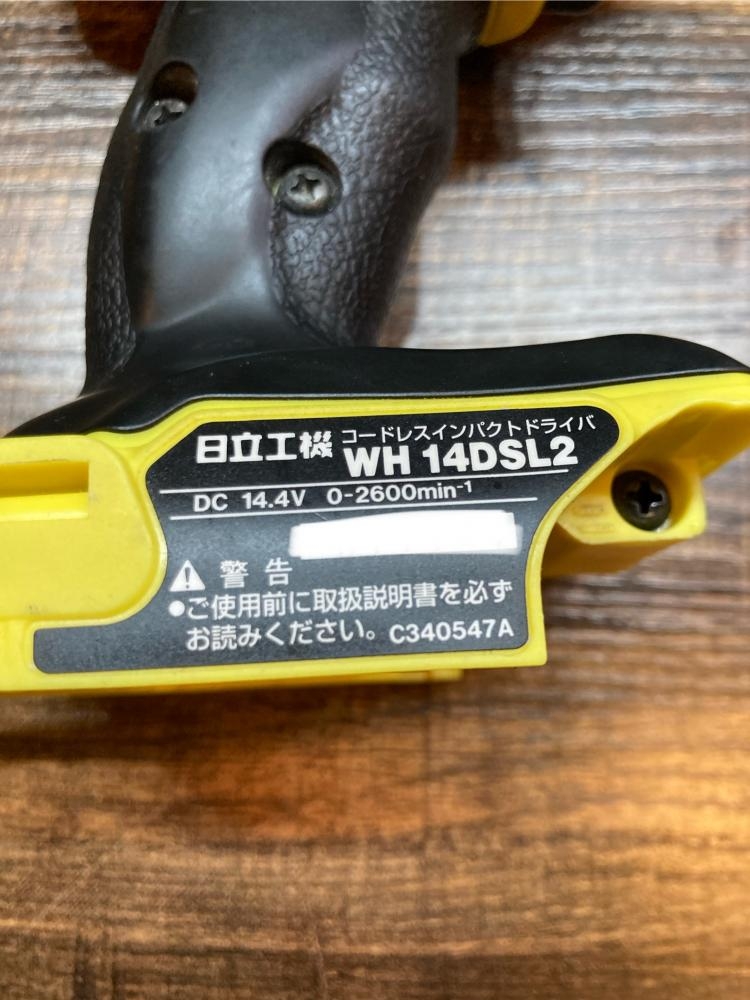 日立工機 コードレスインパクトドライバ
WH 14DSL2
DC 14.4V 0-2600min⁻¹
警告
●ご使用前に取扱説明書を必ず
お読みください。 C340547A